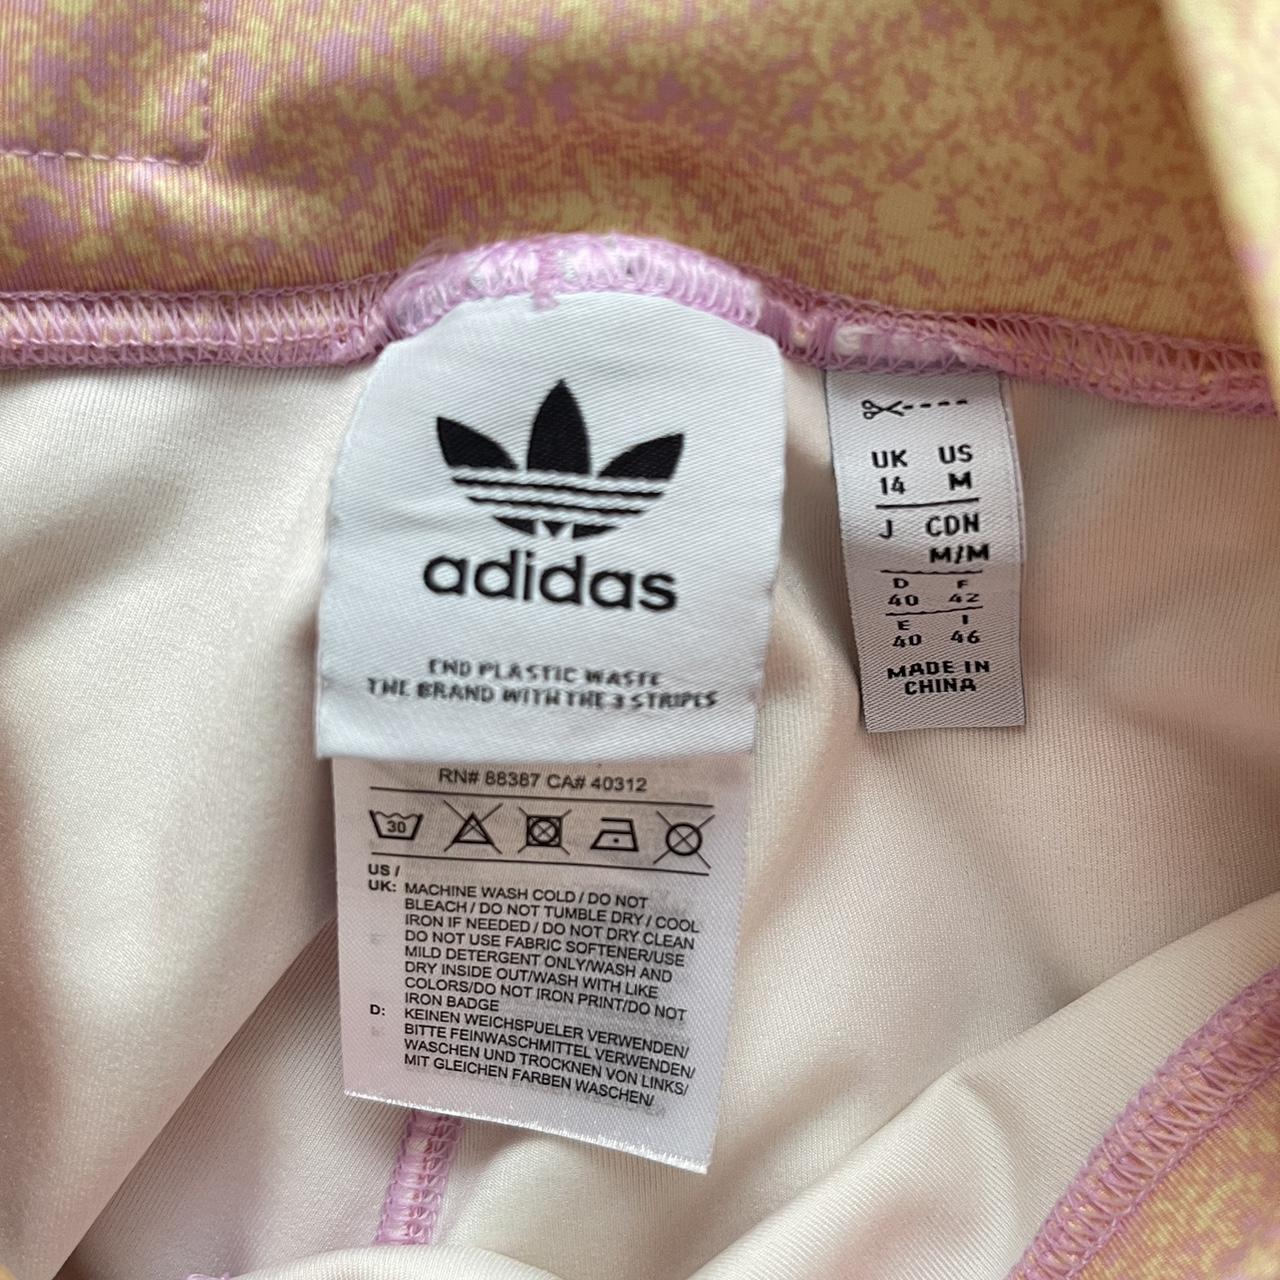 adidas
END PLASTIC WASTE
THE BRAND WITH THE 3 STRIPES
RN# 88387 CA# 40312
30
US /
UK: MACHINE WASH COLD / DO NOT
BLEACH / DO NOT TUMBLE DRY / COOL
IRON IF NEEDED / DO NOT DRY CLEAN
DO NOT USE FABRIC SOFTENER/USE
MILD DETERGENT ONLY/WASH AND
DRY INSIDE OUT/WASH WITH LIKE
COLORS/DO NOT IRON PRINT/DO NOT
IRON BADGE
D: KEINEN WEICHSPUELER VERWENDEN/
BITTE FEINWASCHMITTEL VERWENDEN/
WASCHEN UND TROCKNEN VON LINKS/
MIT GLEICHEN FARBEN WASCHEN/
UK US
14 M
J CDN
M/M
D F
40 42
E I
40 46
MADE IN
CHINA